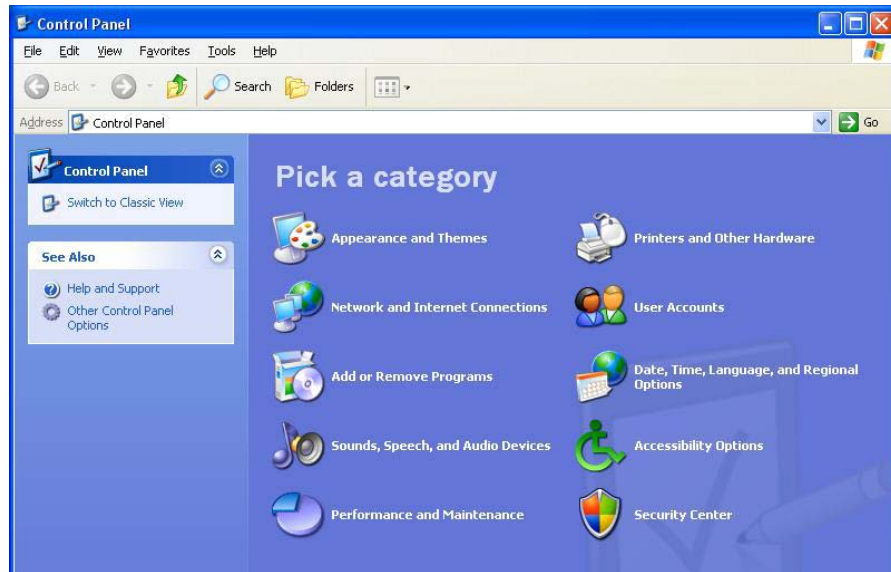 Control Panel
File Edit View Favorites Tools Help
Back Search Folders
Address Control Panel Go
Control Panel
Switch to Classic View
See Also
Help and Support
Other Control Panel
Options
Pick a category
Appearance and Themes
Printers and Other Hardware
Network and Internet Connections
User Accounts
Add or Remove Programs
Date, Time, Language, and Regional
Options
Sounds, Speech, and Audio Devices
Accessibility Options
Performance and Maintenance
Security Center